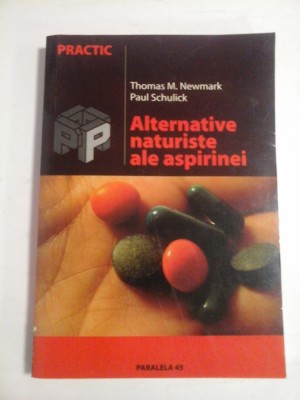 PRACTIC
Thomas M. Newmark
Paul Schulick
Alternative
naturiste
ale aspirinei
PARALELA 45